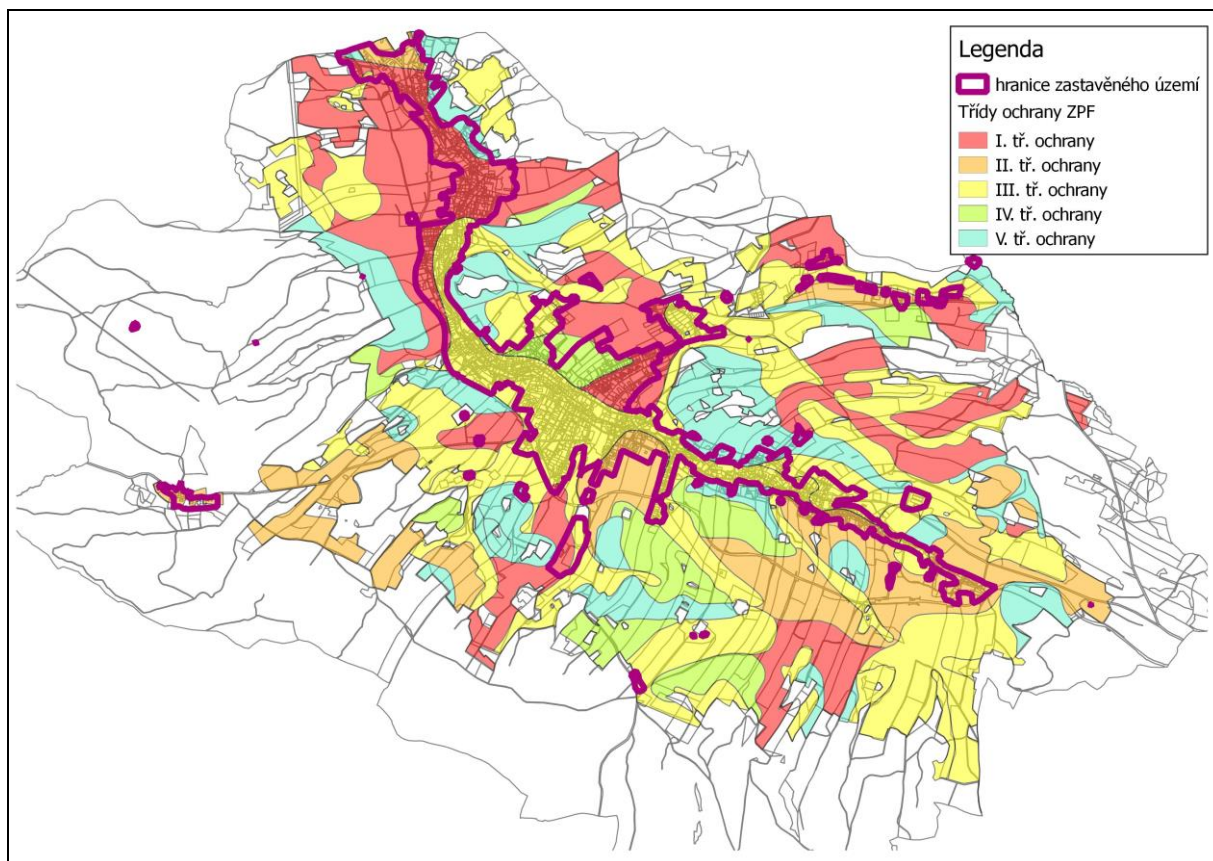 Legenda
hranice zastavěného území
Třídy ochrany ZPF
I. tř. ochrany
II. tř. ochrany
III. tř. ochrany
IV. tř. ochrany
V. tř. ochrany